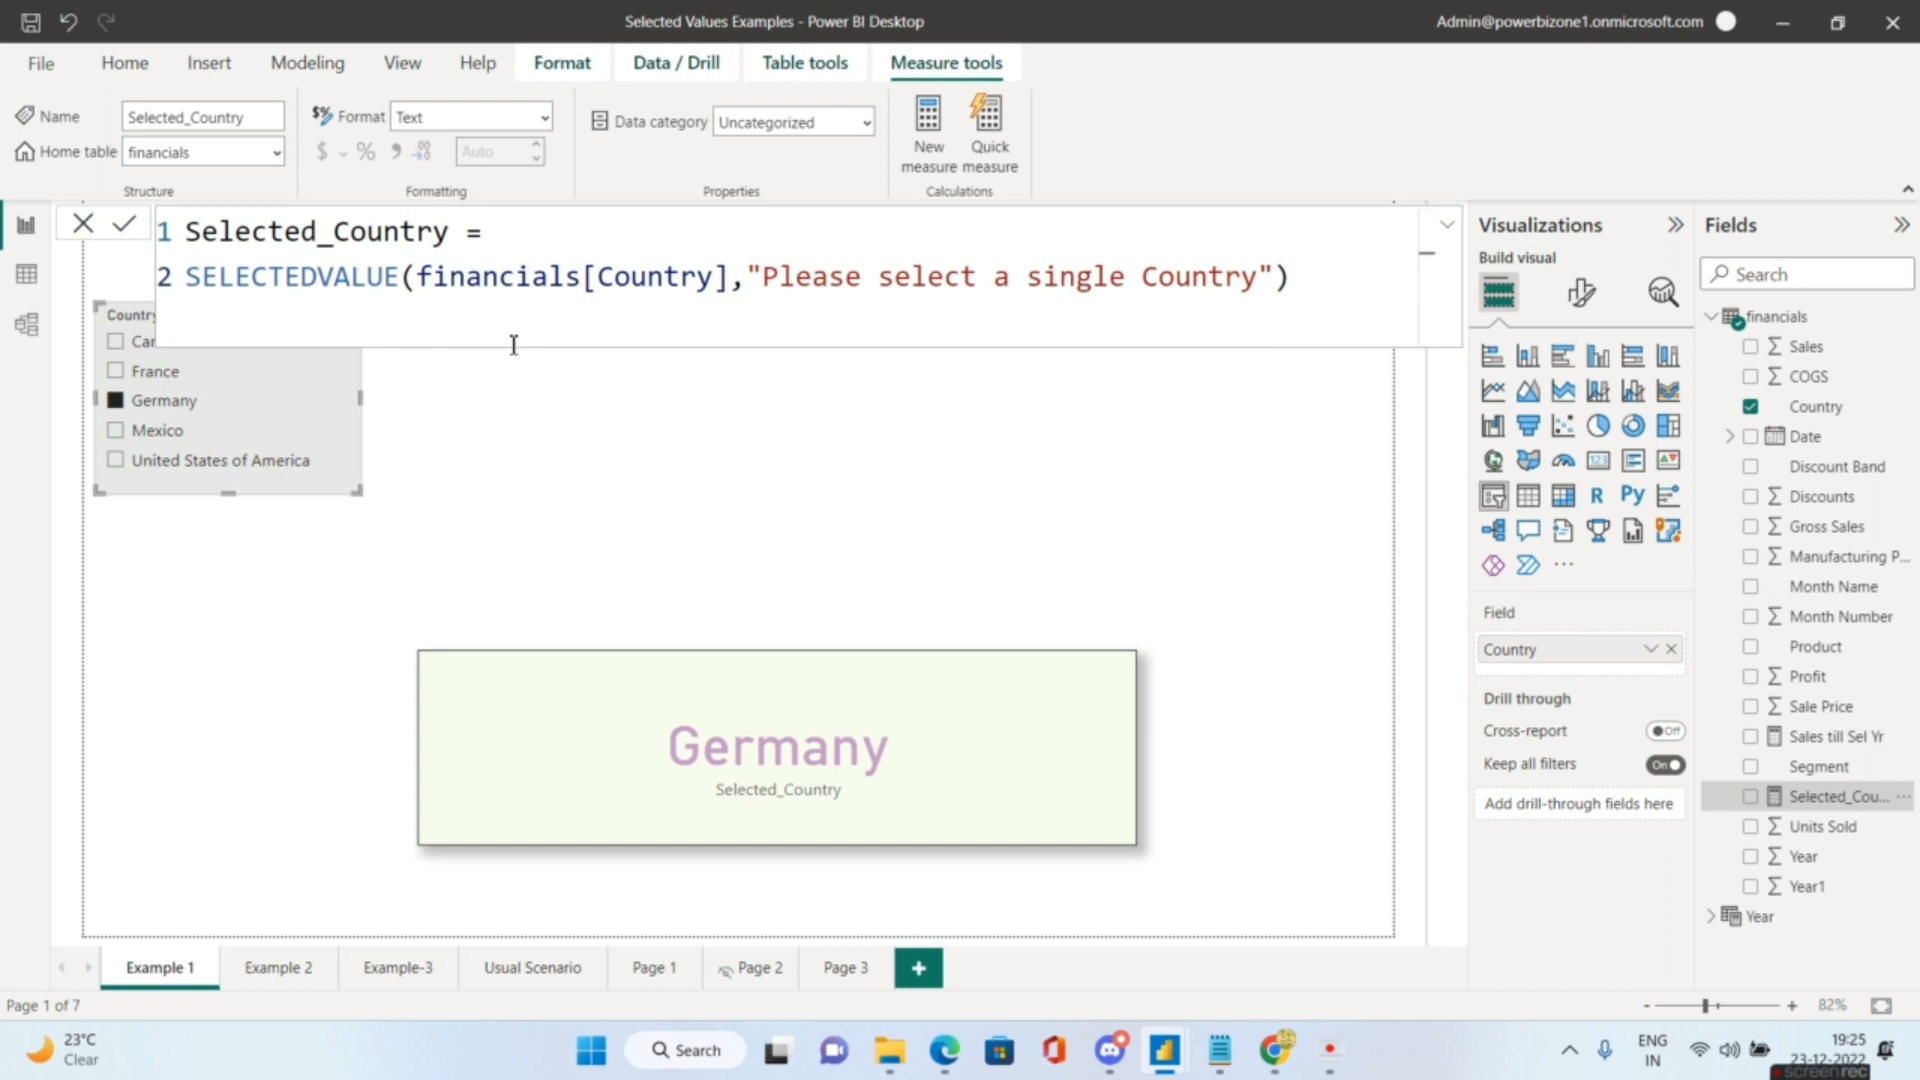 Selected Values Examples - Power BI Desktop
Admin@powerbizone1.onmicrosoft.com
File
Home
Insert
Modeling
View
Help
Format
Data / Drill
Table tools
Measure tools
Name
Selected_Country
Format
Text
Data category
Uncategorized
New measure
Quick measure
Home table
financials
$
%
Auto
Structure
Formatting
Properties
Calculations
1 Selected_Country =
2 SELECTEDVALUE(financials[Country],"Please select a single Country")
Country
France
Germany
Mexico
United States of America
Germany
Selected_Country
Visualizations
Build visual
123
R
Py
Field
Country
Drill through
Cross-report
Off
Keep all filters
On
Add drill-through fields here
Fields
Search
financials
Sales
COGS
Country
Date
Discount Band
Discounts
Gross Sales
Manufacturing P...
Month Name
Month Number
Product
Profit
Sale Price
Sales till Sel Yr
Segment
Selected_Cou...
Units Sold
Year
Year1
Year
Example 1
Example 2
Example-3
Usual Scenario
Page 1
Page 2
Page 3
+
Page 1 of 7
- + 82%
23°C
Clear
Search
ENG
IN
19:25
23-12-2022
screenrec